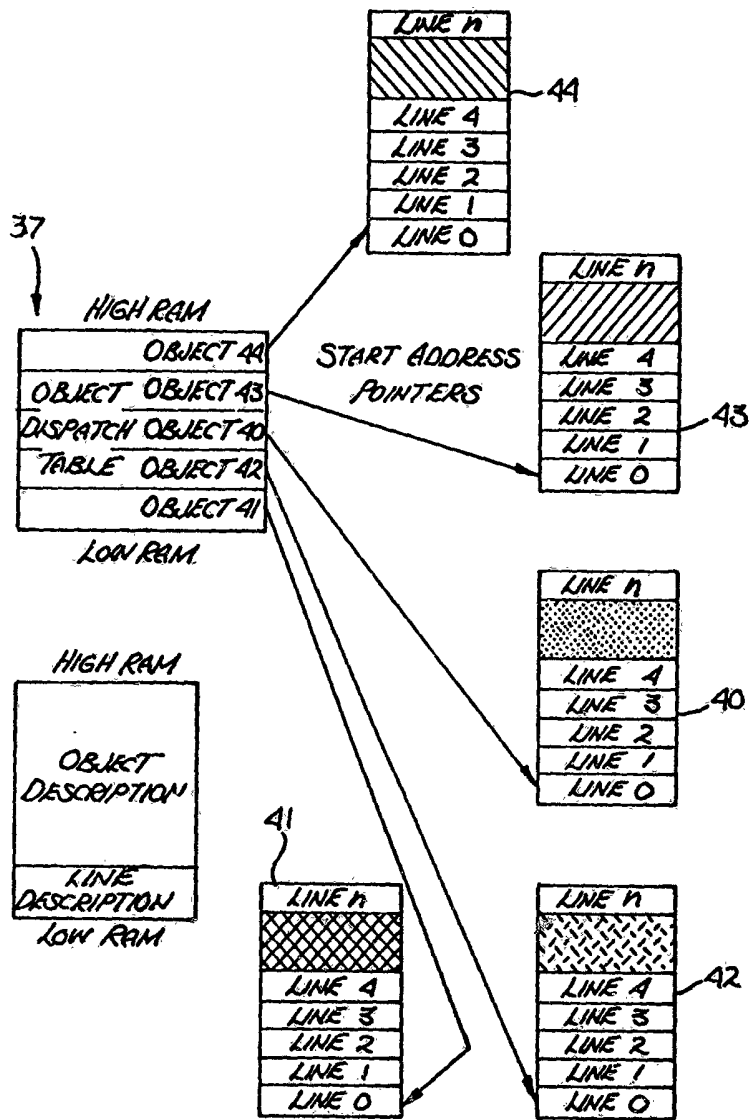 LINE n
44
LINE 4
LINE 3
LINE 2
LINE 1
LINE 0
37
HIGH RAM
OBJECT 44
OBJECT OBJECT 43
DISPATCH OBJECT 40
TABLE OBJECT 42
OBJECT 41
LOW RAM
START ADDRESS
POINTERS
LINE n
LINE 4
LINE 3
LINE 2
LINE 1
LINE 0
43
HIGH RAM
OBJECT
DESCRIPTION
LINE
DESCRIPTION
LOW RAM
LINE n
LINE 4
LINE 3
LINE 2
LINE 1
LINE 0
40
41
LINE n
LINE 4
LINE 3
LINE 2
LINE 1
LINE 0
LINE n
LINE 4
LINE 3
LINE 2
LINE 1
LINE 0
42